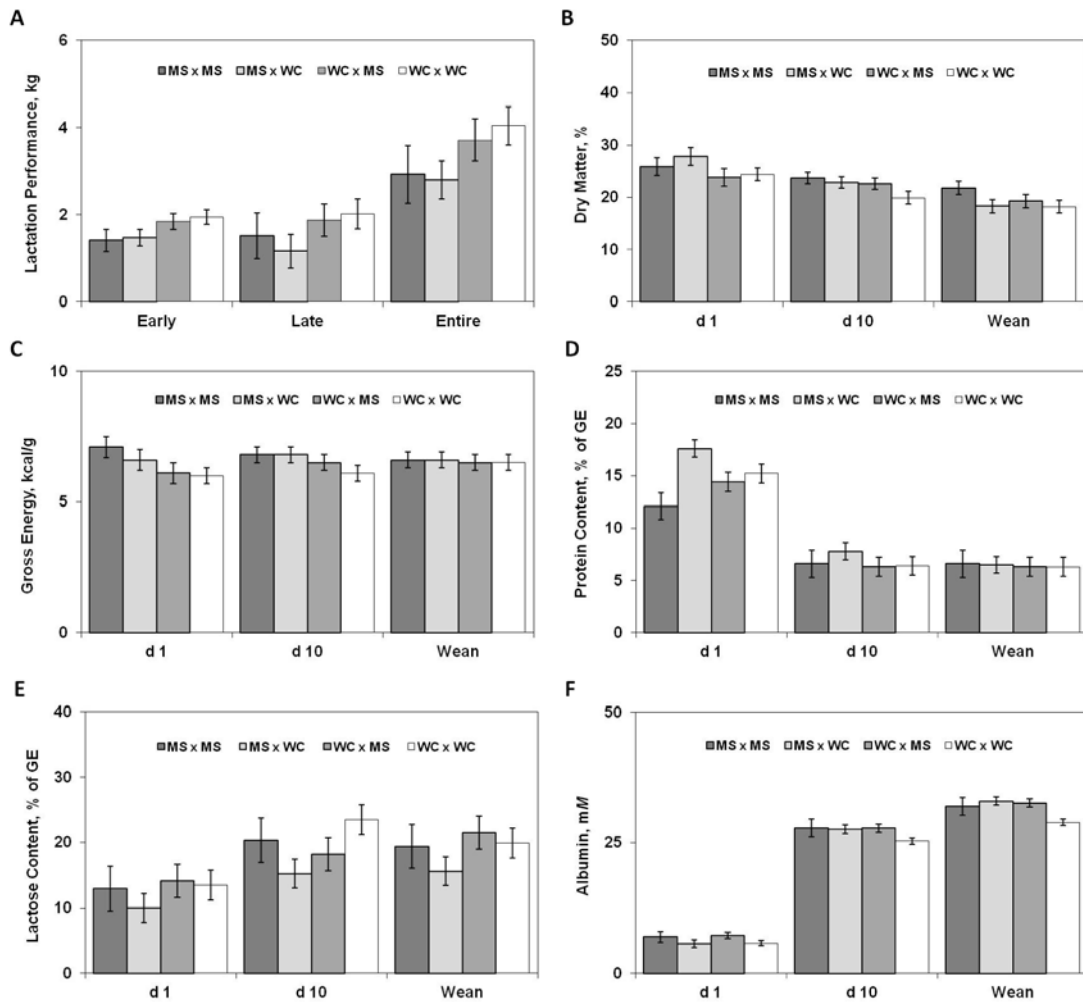 A
Lactation Performance, kg
6
4
2
0
MS x MS MS x WC WC x MS WC x WC
Early Late Entire
B
Dry Matter, %
50
40
30
20
10
0
MS x MS MS x WC WC x MS WC x WC
d 1 d 10 Wean
C
Gross Energy, kcal/g
10
5
0
MS x MS MS x WC WC x MS WC x WC
d 1 d 10 Wean
D
Protein Content, % of GE
25
20
15
10
5
0
MS x MS MS x WC WC x MS WC x WC
d 1 d 10 Wean
E
Lactose Content, % of GE
40
30
20
10
0
MS x MS MS x WC WC x MS WC x WC
d 1 d 10 Wean
F
Albumin, mM
50
25
0
MS x MS MS x WC WC x MS WC x WC
d 1 d 10 Wean